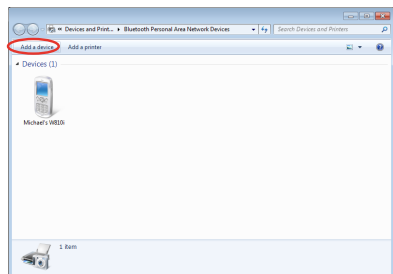 « Devices and Print... ▸ Bluetooth Personal Area Network Devices
Search Devices and Printers
Add a device Add a printer
Devices (1)
Michael's W810i
1 item